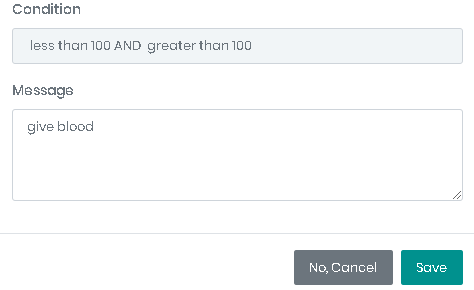 Condition
less than 100 AND greater than 100
Message
give blood
No, Cancel
Save